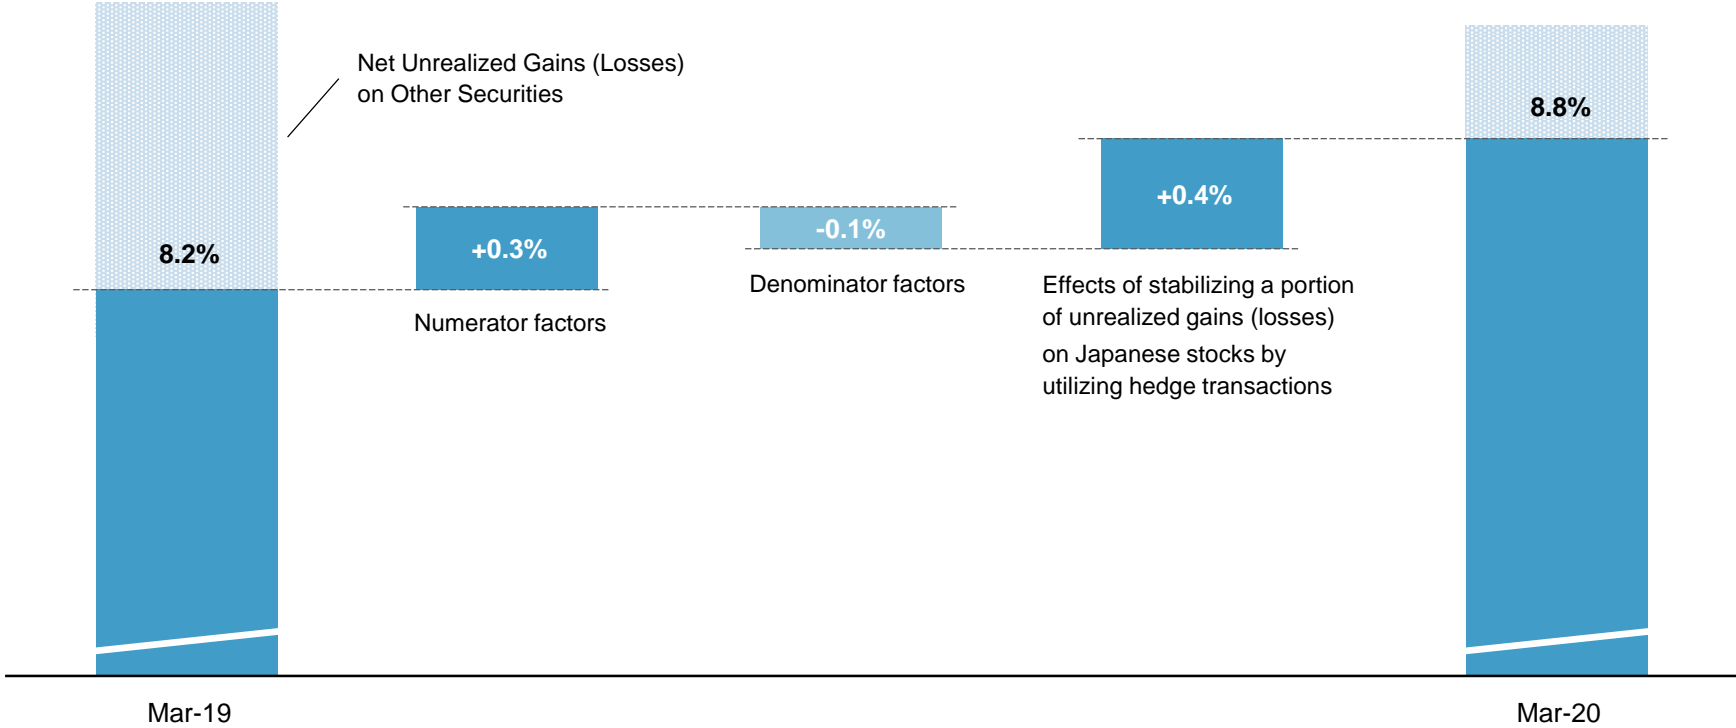 Net Unrealized Gains (Losses)
on Other Securities
8.2%
+0.3%
Numerator factors
-0.1%
Denominator factors
+0.4%
Effects of stabilizing a portion
of unrealized gains (losses)
on Japanese stocks by
utilizing hedge transactions
8.8%
Mar-19
Mar-20